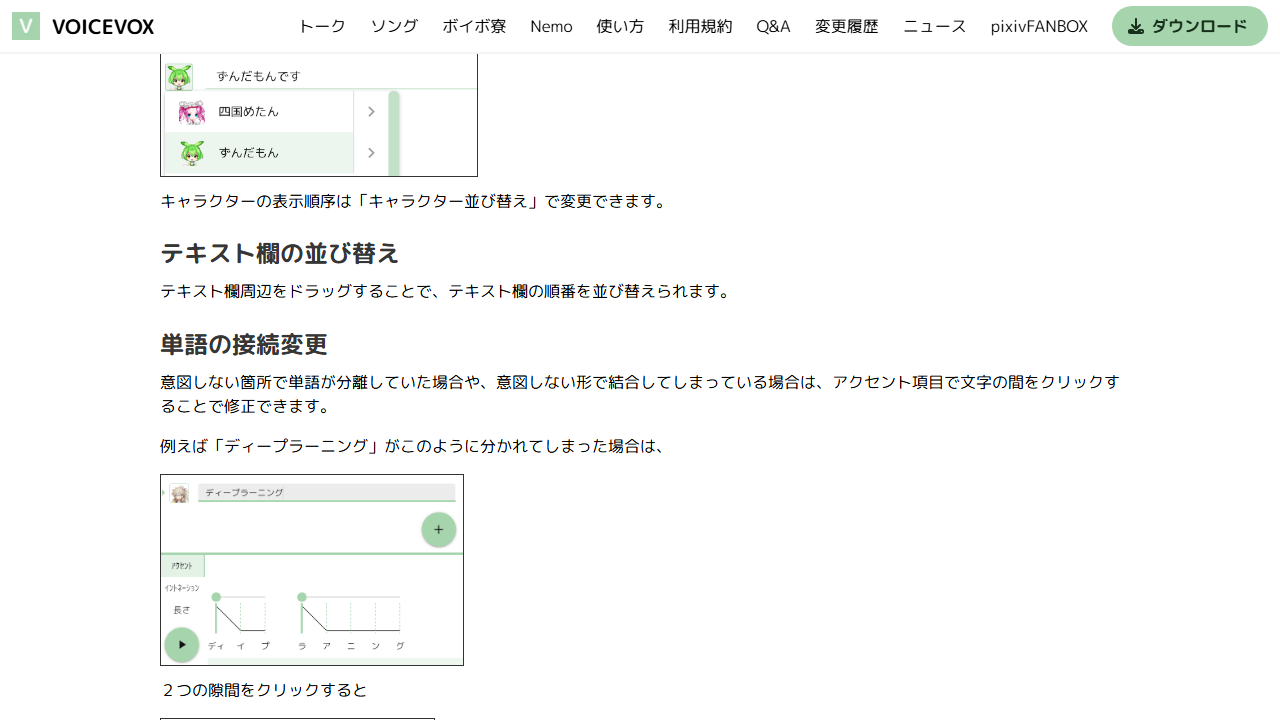 V VOICEVOX トーク ソング ボイボ寮 Nemo 使い方 利用規約 Q&A 変更履歴 ニュース pixivFANBOX ダウンロード
ずんだもんです
四国めたん
ずんだもん
キャラクターの表示順序は「キャラクター並び替え」で変更できます。
テキスト欄の並び替え
テキスト欄周辺をドラッグすることで、テキスト欄の順番を並び替えられます。
単語の接続変更
意図しない箇所で単語が分離していた場合や、意図しない形で結合してしまっている場合は、アクセント項目で文字の間をクリックす
ることで修正できます。
例えば「ディープラーニング」がこのように分かれてしまった場合は、
ディープラーニング
アクセント
イントネーション
長さ
ディ イ プ ラ ア ニ ン グ
２つの隙間をクリックすると